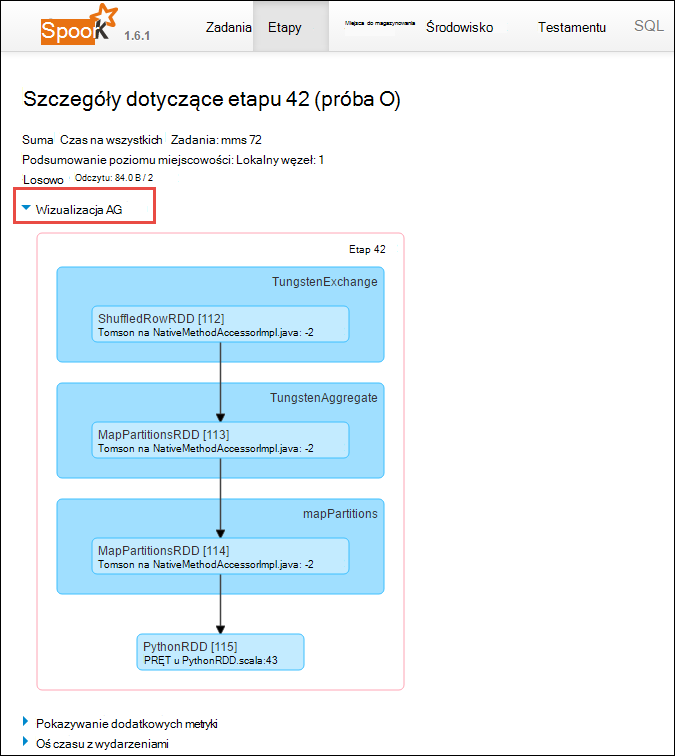 Spook 1.6.1 Zadania Etapy Miejsca do magazynowania Środowisko Testamentu SQL
Szczegóły dotyczące etapu 42 (próba O)
Suma Czas na wszystkich Zadania: mms 72
Podsumowanie poziomu miejscowości: Lokalny węzeł: 1
Losowo Odczytu: 84.0 B / 2
Wizualizacja AG
Etap 42
TungstenExchange
ShuffledRowRDD [112]
Tomson na NativeMethodAccessorImpl.java: -2
TungstenAggregate
MapPartitionsRDD [113]
Tomson na NativeMethodAccessorImpl.java: -2
mapPartitions
MapPartitionsRDD [114]
Tomson na NativeMethodAccessorImpl.java: -2
PythonRDD [115]
PRĘT u PythonRDD.scala:43
Pokazywanie dodatkowych metryki
Oś czasu z wydarzeniami